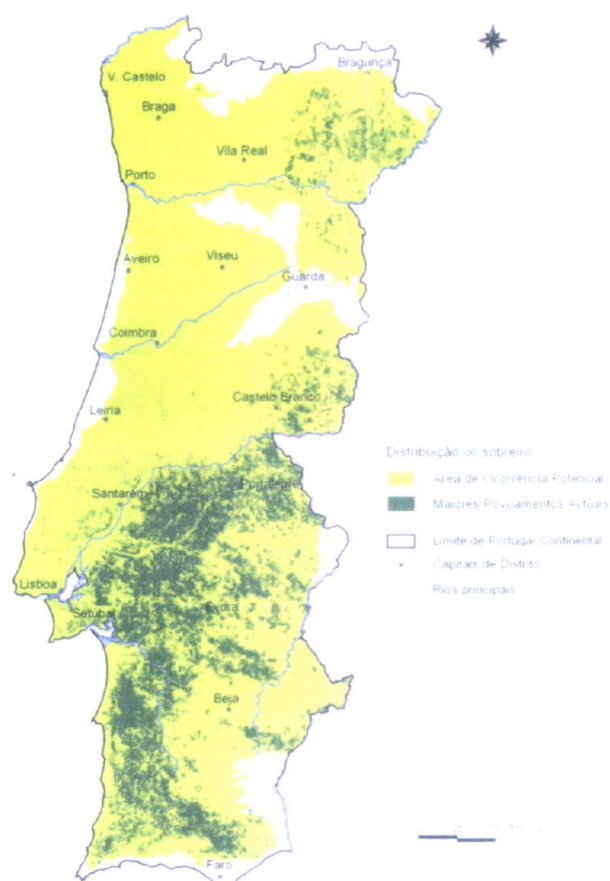 Bragança
V. Castelo
Braga
Vila Real
Porto
Aveiro
Viseu
Guarda
Coimbra
Castelo Branco
Leiria
Distribuição do sobreiro
Portalegre
Área de Ocorrência Potencial
Santarém
Maiores Povoamentos Actuais
Limite de Portugal Continental
Capitais de Distrito
Lisboa
Rios principais
Setúbal
Évora
Beja
Faro